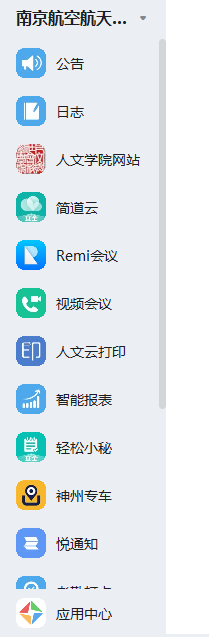 南京航空航天...
公告
日志
人文学院网站
简道云
Remi会议
视频会议
人文云打印
智能报表
轻松小秘
神州专车
悦通知
应用中心